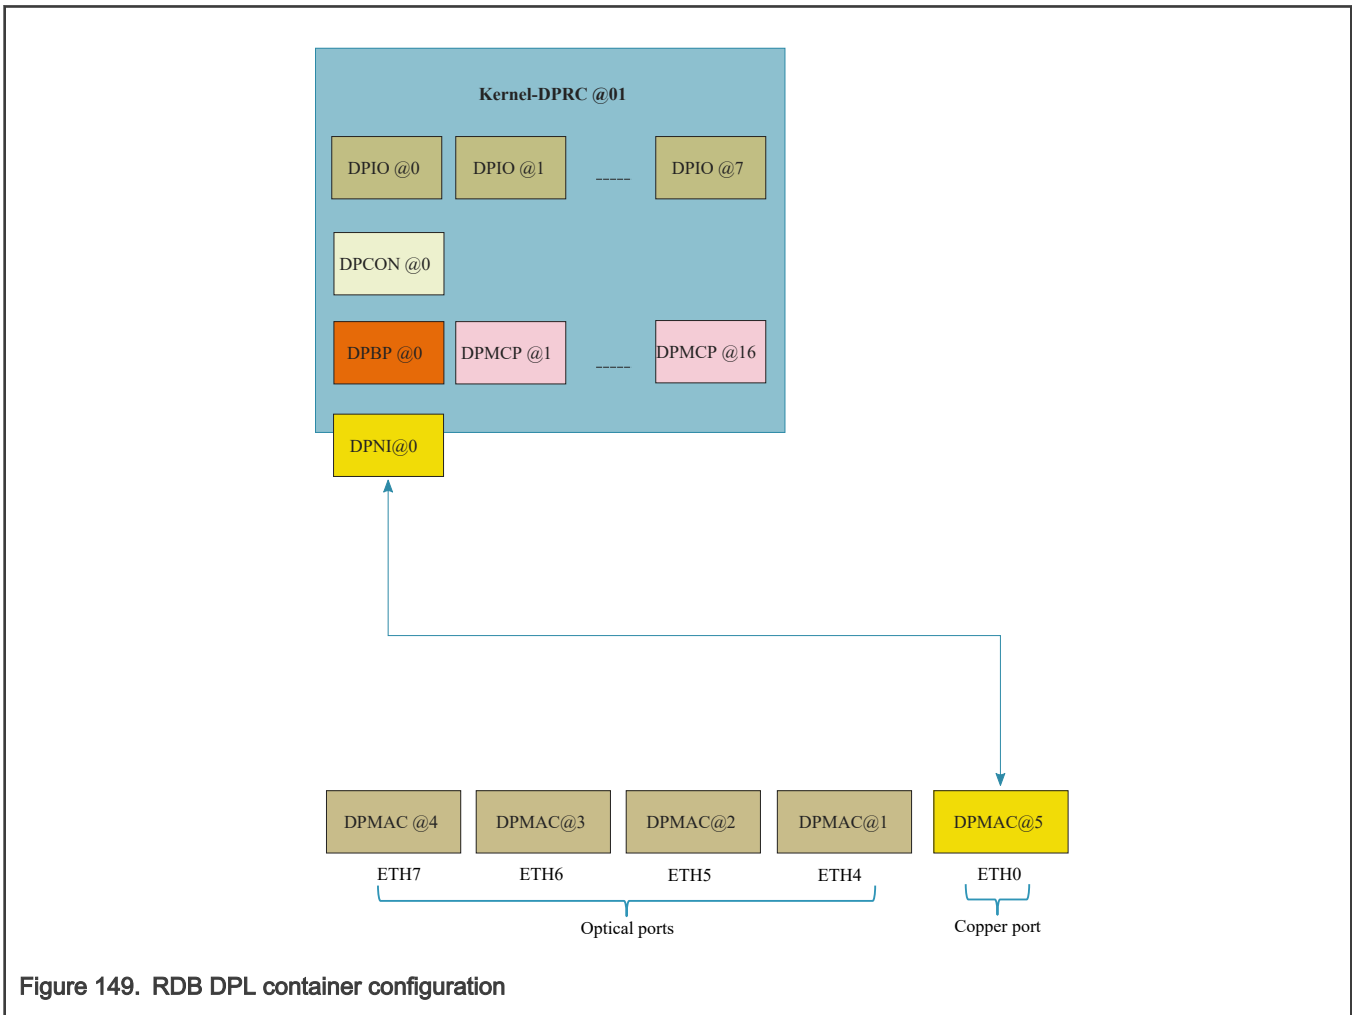 Kernel-DPRC @01
DPIO @0 DPIO @1 ----- DPIO @7
DPCON @0
DPBP @0 DPMCP @1 ----- DPMCP @16
DPNI@0
DPMAC @4 DPMAC@3 DPMAC@2 DPMAC@1 DPMAC@5
ETH7 ETH6 ETH5 ETH4 ETH0
Optical ports Copper port
Figure 149. RDB DPL container configuration